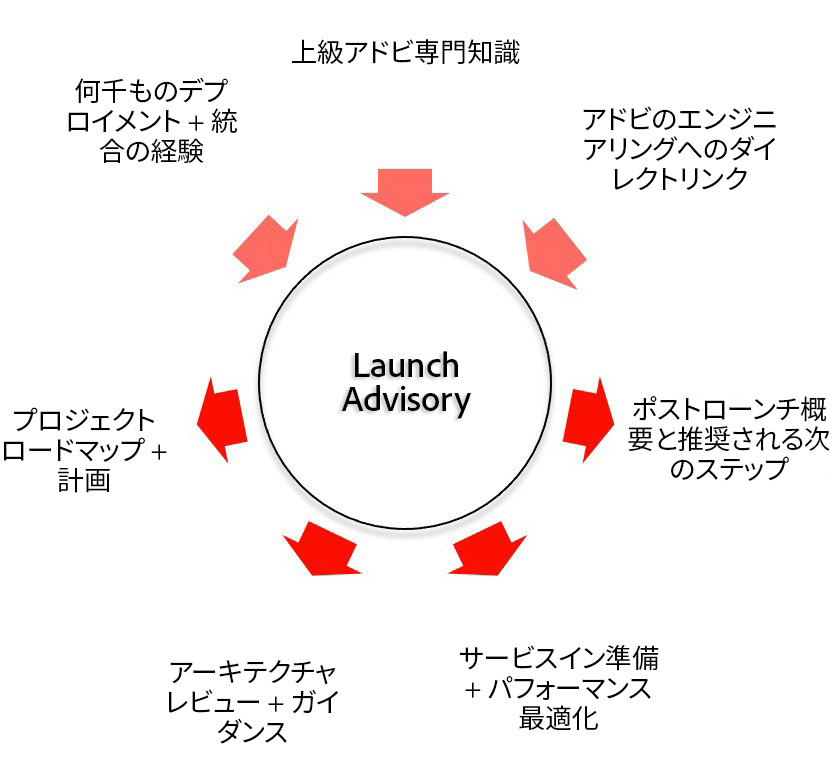 上級アドビ専門知識
何千ものデプ
ロイメント + 統
合の経験
アドビのエンジニ
アリングへのダイ
レクトリンク
Launch
Advisory
プロジェクト
ロードマップ +
計画
ポストローンチ概
要と推奨される次
のステップ
アーキテクチャ
レビュー + ガイ
ダンス
サービスイン準備
+ パフォーマンス
最適化